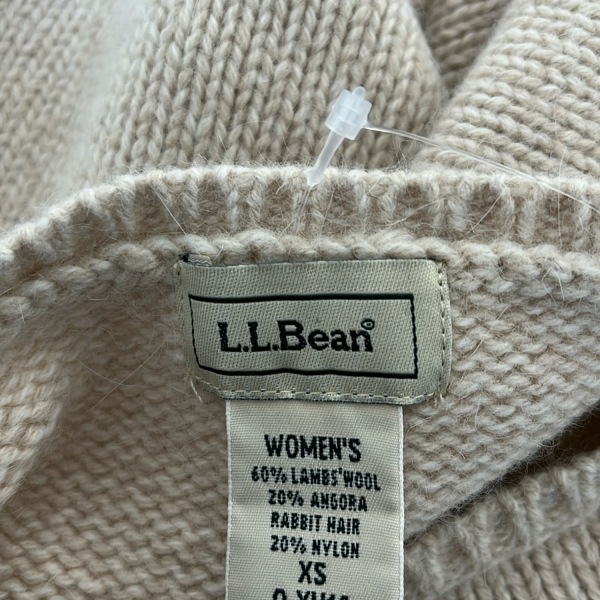 L.L.Bean®
WOMEN'S
60% LAMBS'WOOL
20% ANGORA
RABBIT HAIR
20% NYLON
XS